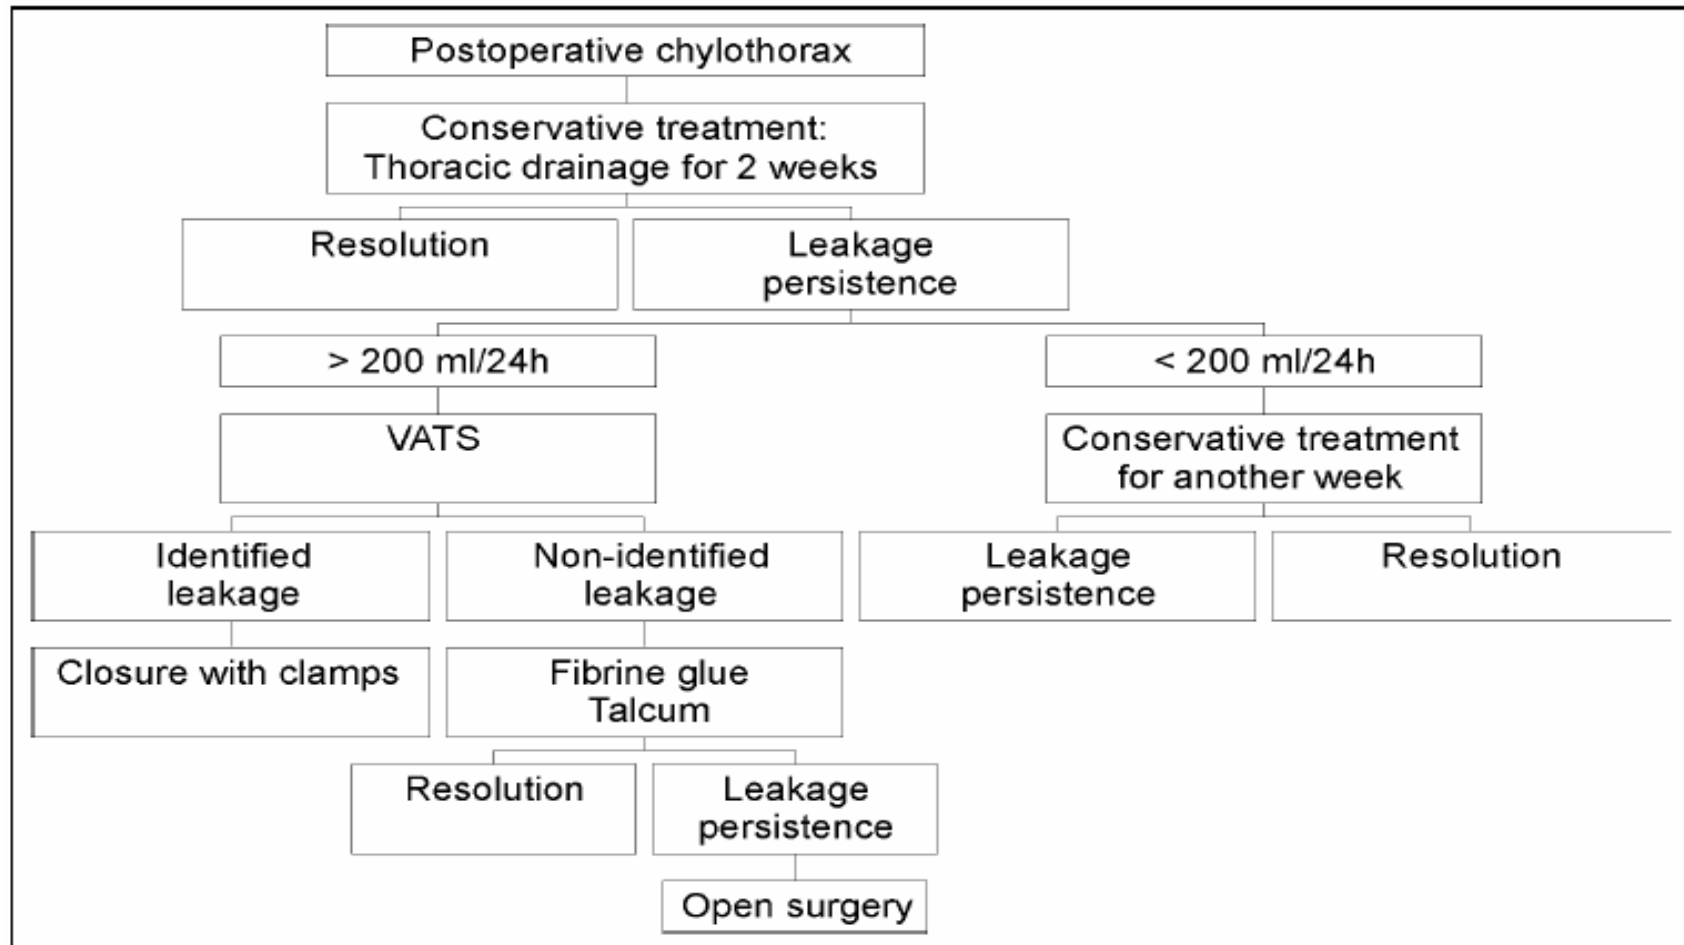 Postoperative chylothorax
Conservative treatment:
Thoracic drainage for 2 weeks
Resolution
Leakage
persistence
> 200 ml/24h
< 200 ml/24h
VATS
Conservative treatment
for another week
Identified
leakage
Non-identified
leakage
Leakage
persistence
Resolution
Closure with clamps
Fibrine glue
Talcum
Resolution
Leakage
persistence
Open surgery